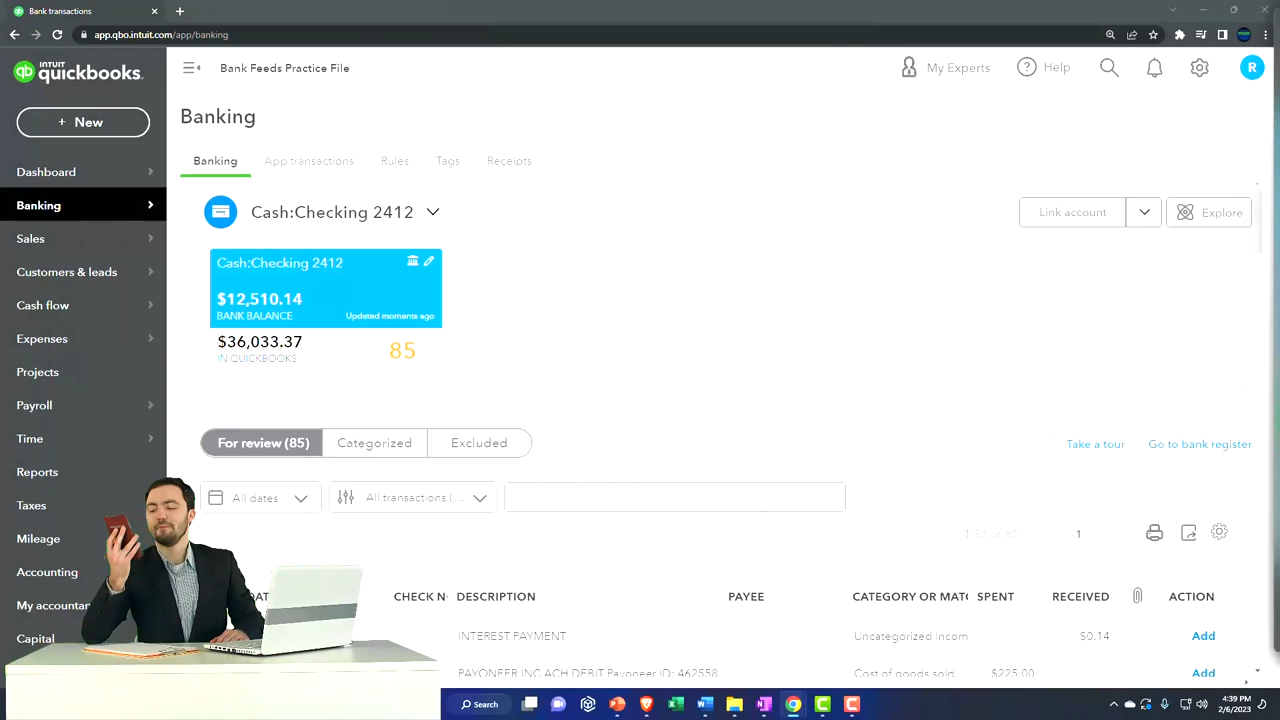 Bank transactions
app.qbo.intuit.com/app/banking
INTUIT
quickbooks.
Bank Feeds Practice File
My Experts
Help
R
+ New
Banking
Dashboard
Banking
Sales
Customers & leads
Cash flow
Expenses
Projects
Payroll
Time
Reports
Taxes
Mileage
Accounting
My accountan
Capital
Banking
App transactions
Rules
Tags
Receipts
Cash:Checking 2412
Link account
Explore
Cash:Checking 2412
$12,510.14
BANK BALANCE
Updated moments ago
$36,033.37
IN QUICKBOOKS
85
For review (85)
Categorized
Excluded
Take a tour
Go to bank register
All dates
All transactions (...
1
CHECK N
DESCRIPTION
PAYEE
CATEGORY OR MATC
SPENT
RECEIVED
ACTION
INTEREST PAYMENT
Uncategorized Incom
$0.14
Add
PAYONEER INC ACH DEBIT Payoneer ID: 462558
Cost of goods sold
$225.00
Add
Search
4:39 PM
2/6/2023